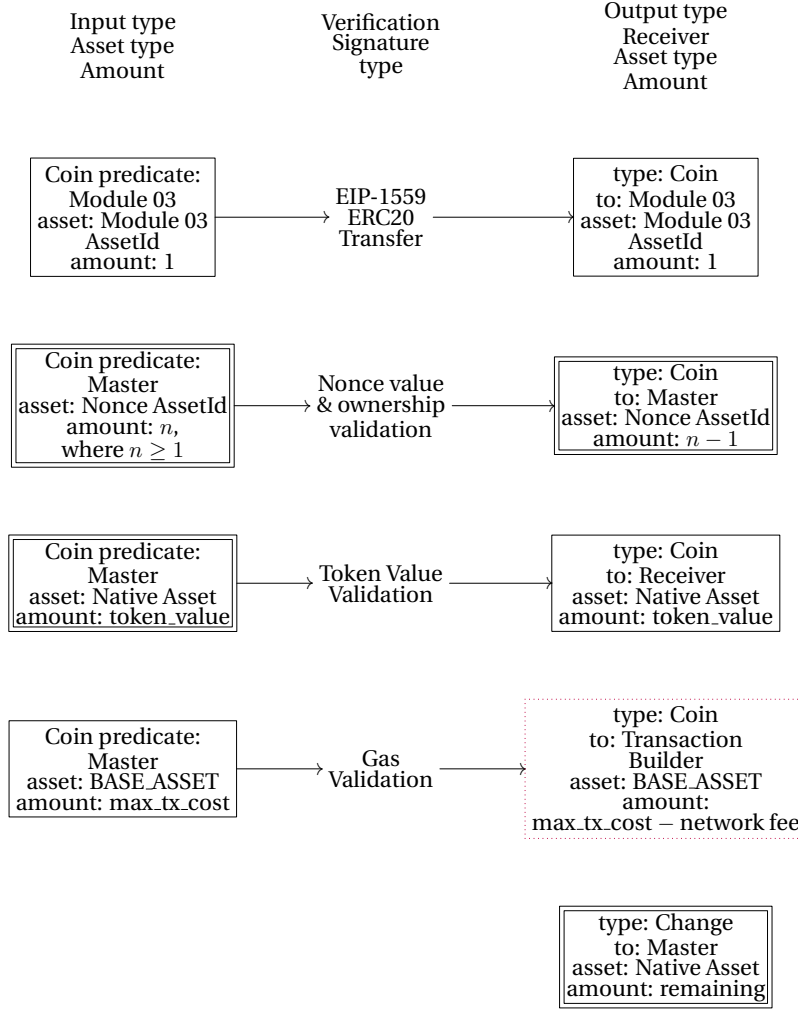 Input type
Asset type
Amount
Verification
Signature
type
Output type
Receiver
Asset type
Amount
Coin predicate:
Module 03
asset: Module 03
AssetId
amount: 1
EIP-1559
ERC20
Transfer
type: Coin
to: Module 03
asset: Module 03
AssetId
amount: 1
Coin predicate:
Master
asset: Nonce AssetId
amount: n,
where n ≥ 1
Nonce value
& ownership
validation
type: Coin
to: Master
asset: Nonce AssetId
amount: n − 1
Coin predicate:
Master
asset: Native Asset
amount: token_value
Token Value
Validation
type: Coin
to: Receiver
asset: Native Asset
amount: token_value
Coin predicate:
Master
asset: BASE_ASSET
amount: max_tx_cost
Gas
Validation
type: Coin
to: Transaction
Builder
asset: BASE_ASSET
amount:
max_tx_cost − network fee
type: Change
to: Master
asset: Native Asset
amount: remaining